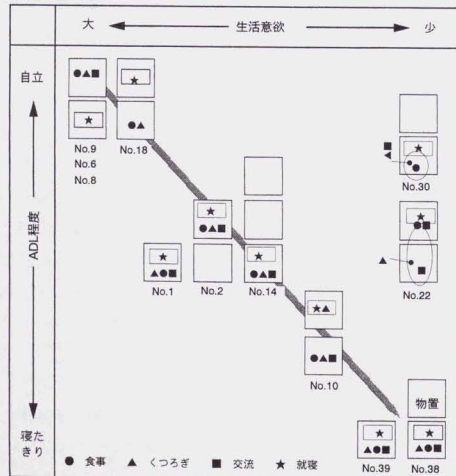 大 生活意欲 少
自立
ADL程度
寝た
きり
No.9
No.6
No.8
No.18
No.30
No.1
No.2
No.14
No.22
No.10
物置
No.39
No.38
● 食事 ▲ くつろぎ ■ 交流 ★ 就寝